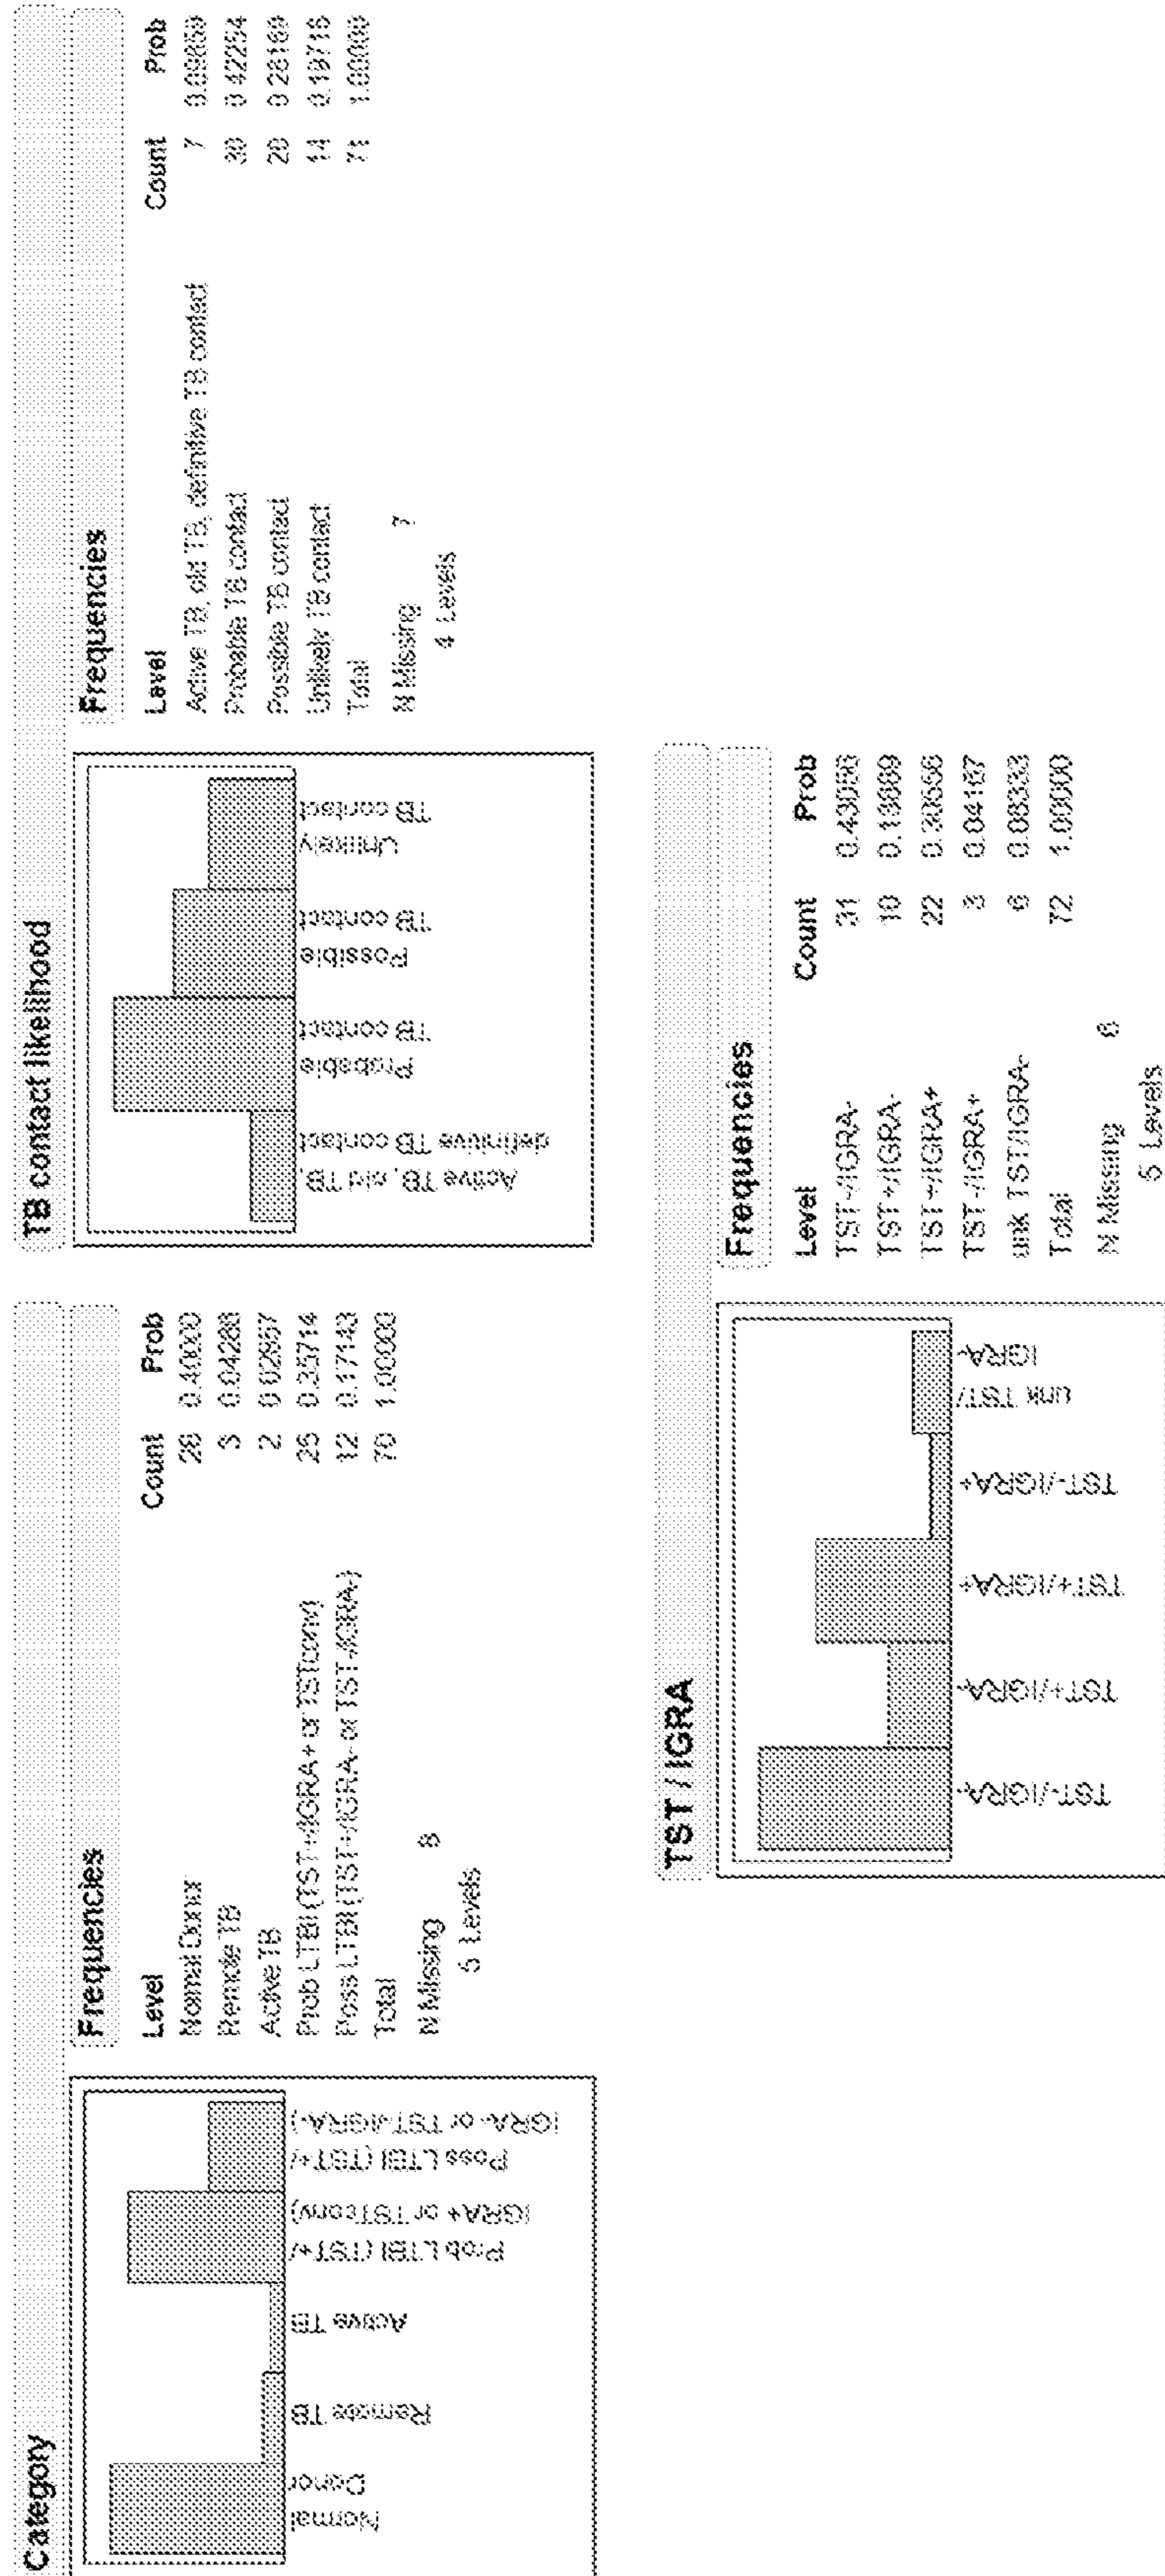 Category
Normal
Donor
Remote TB
Active TB
Prob LTBI (TST+/
IGRA+ or TSTconv)
Poss LTBI (TST+/
IGRA- or TST-/IGRA-)
Frequencies
Level Count Prob
Normal Donor 28 0.40000
Remote TB 3 0.04286
Active TB 2 0.02857
Prob LTBI (TST+/IGRA+ or TSTconv) 25 0.35714
Poss LTBI (TST+/IGRA- or TST-/IGRA-) 12 0.17143
Total 70 1.00000
N Missing 8
5 Levels
TB contact likelihood
Active TB, old TB,
definitive TB contact
Probable
TB contact
Possible
TB contact
Unlikely
TB contact
Frequencies
Level Count Prob
Active TB, old TB, definitive TB contact 7 0.09859
Probable TB contact 30 0.42254
Possible TB contact 20 0.28169
Unlikely TB contact 14 0.19718
Total 71 1.00000
N Missing 7
4 Levels
TST / IGRA
TST-/IGRA-
TST+/IGRA-
TST+/IGRA+
TST-/IGRA+
unk TST/
IGRA-
Frequencies
Level Count Prob
TST-/IGRA- 31 0.43056
TST+/IGRA- 10 0.13889
TST+/IGRA+ 22 0.30556
TST-/IGRA+ 3 0.04167
unk TST/IGRA- 6 0.08333
Total 72 1.00000
N Missing 6
5 Levels